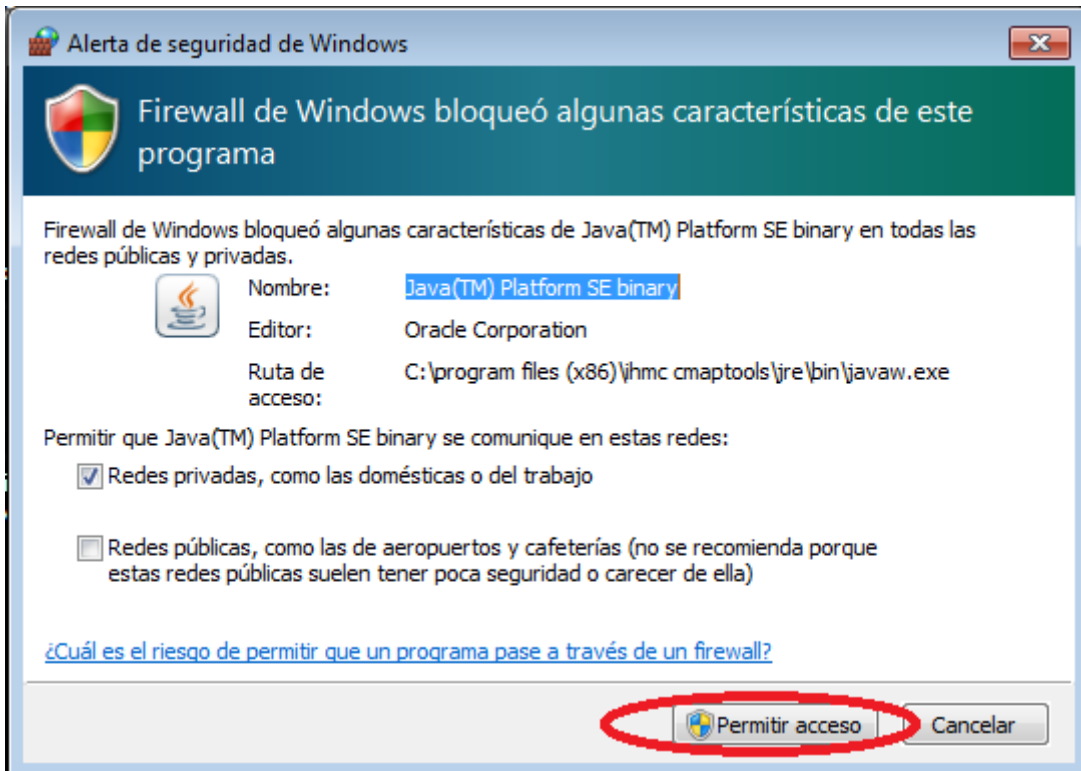 Alerta de seguridad de Windows
Firewall de Windows bloqueó algunas características de este
programa
Firewall de Windows bloqueó algunas características de Java(TM) Platform SE binary en todas las
redes públicas y privadas.
Nombre: Java(TM) Platform SE binary
Editor: Oracle Corporation
Ruta de acceso: C:\program files (x86)\ihmc cmaptools\jre\bin\javaw.exe
Permitir que Java(TM) Platform SE binary se comunique en estas redes:
Redes privadas, como las domésticas o del trabajo
Redes públicas, como las de aeropuertos y cafeterías (no se recomienda porque
estas redes públicas suelen tener poca seguridad o carecer de ella)
¿Cuál es el riesgo de permitir que un programa pase a través de un firewall?
Permitir acceso Cancelar